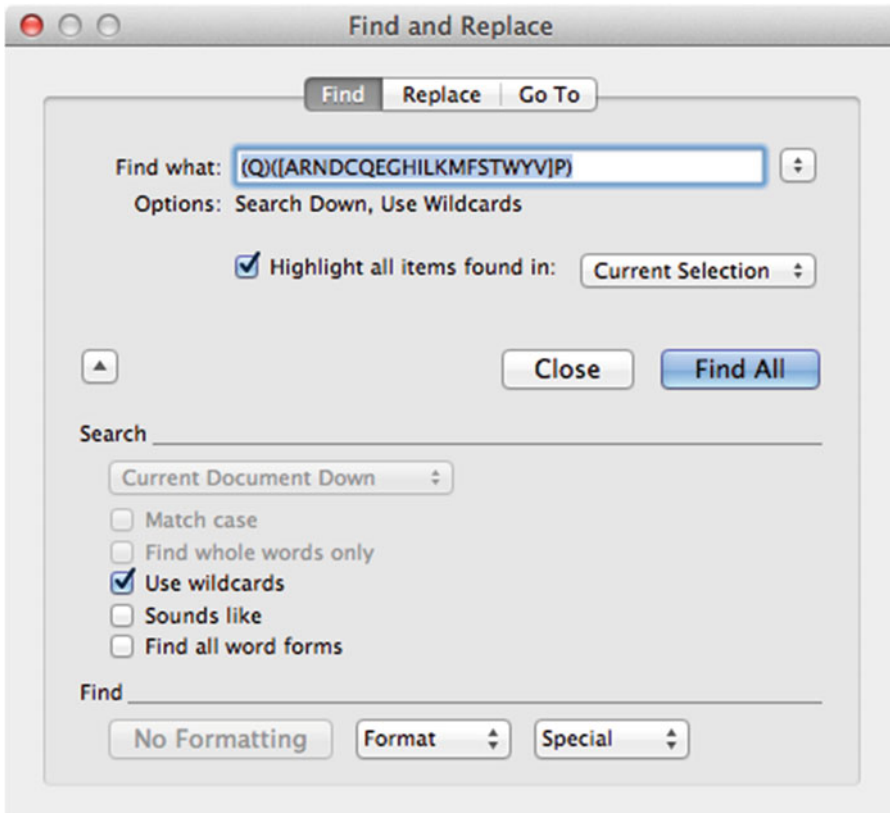 Find and Replace
Find Replace Go To
Find what: (Q)([ARNDCQEGHILKMFSTWYV]P)
Options: Search Down, Use Wildcards
Highlight all items found in: Current Selection
Close Find All
Search
Current Document Down
Match case
Find whole words only
Use wildcards
Sounds like
Find all word forms
Find
No Formatting Format Special